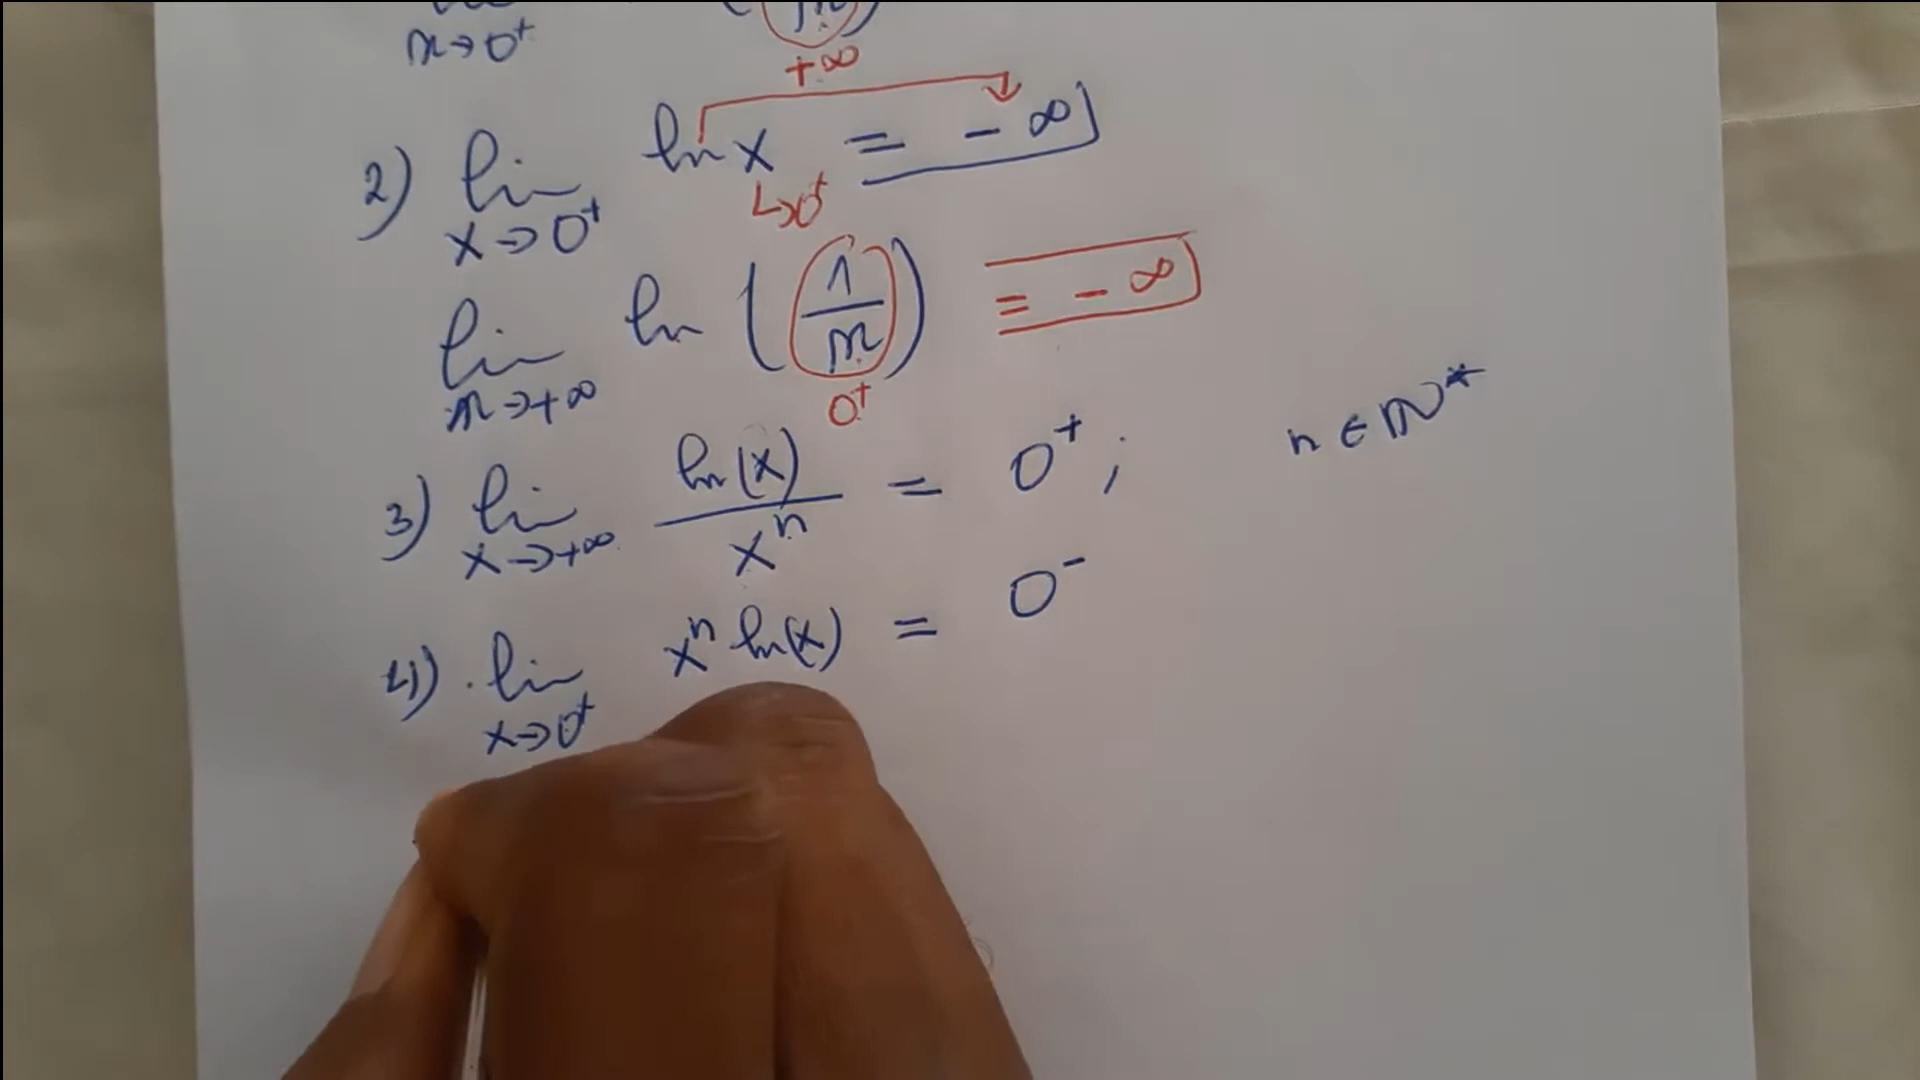 m→0⁺
+∞
2) lim ln x = -∞
x→0⁺ ↳0⁺
lim ln (1/m) = -∞
m→+∞ 0⁺
3) lim ln(x)/xⁿ = 0⁺ ; n ∈ ℕ*
x→+∞
4) lim xⁿ ln(x) = 0⁻
x→0⁺